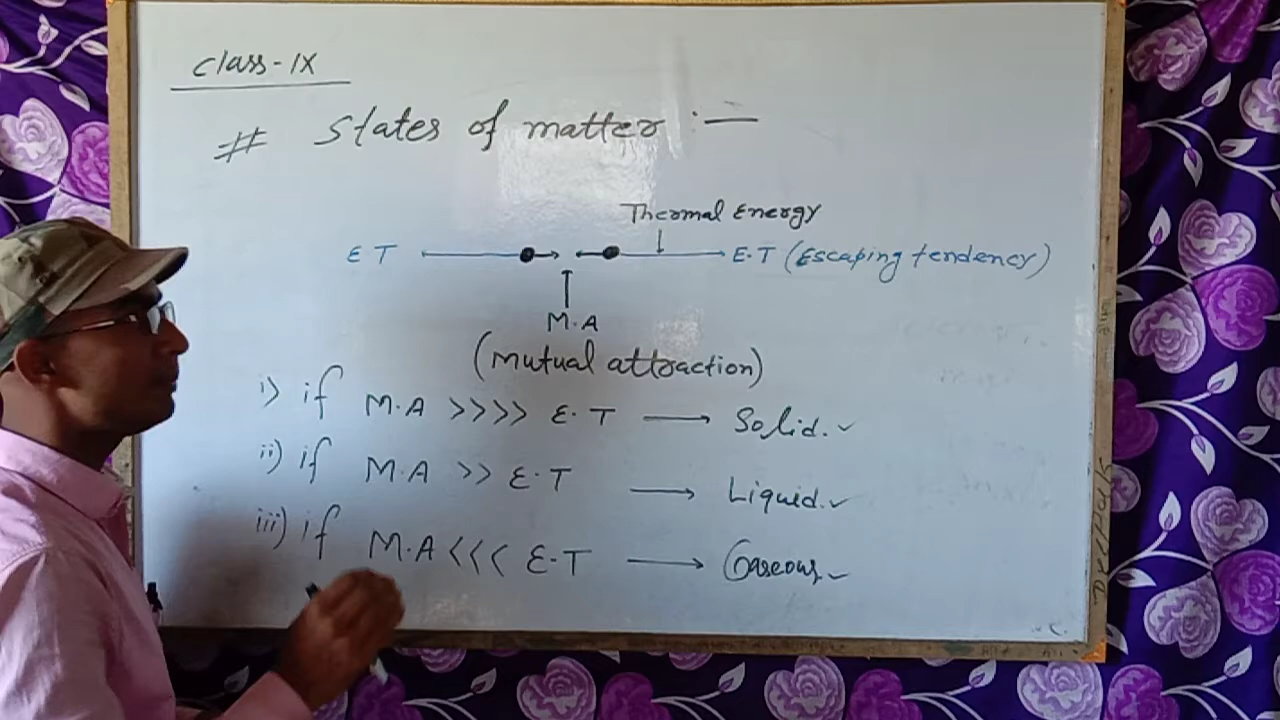 class-IX
# States of matter :—
Thermal Energy
E T E.T (Escaping tendency)
M.A
(Mutual attraction)
i) if M.A >>>> E.T → Solid. ✓
ii) if M.A >> E.T → Liquid. ✓
iii) if M.A <<< E.T → Gaseous ✓